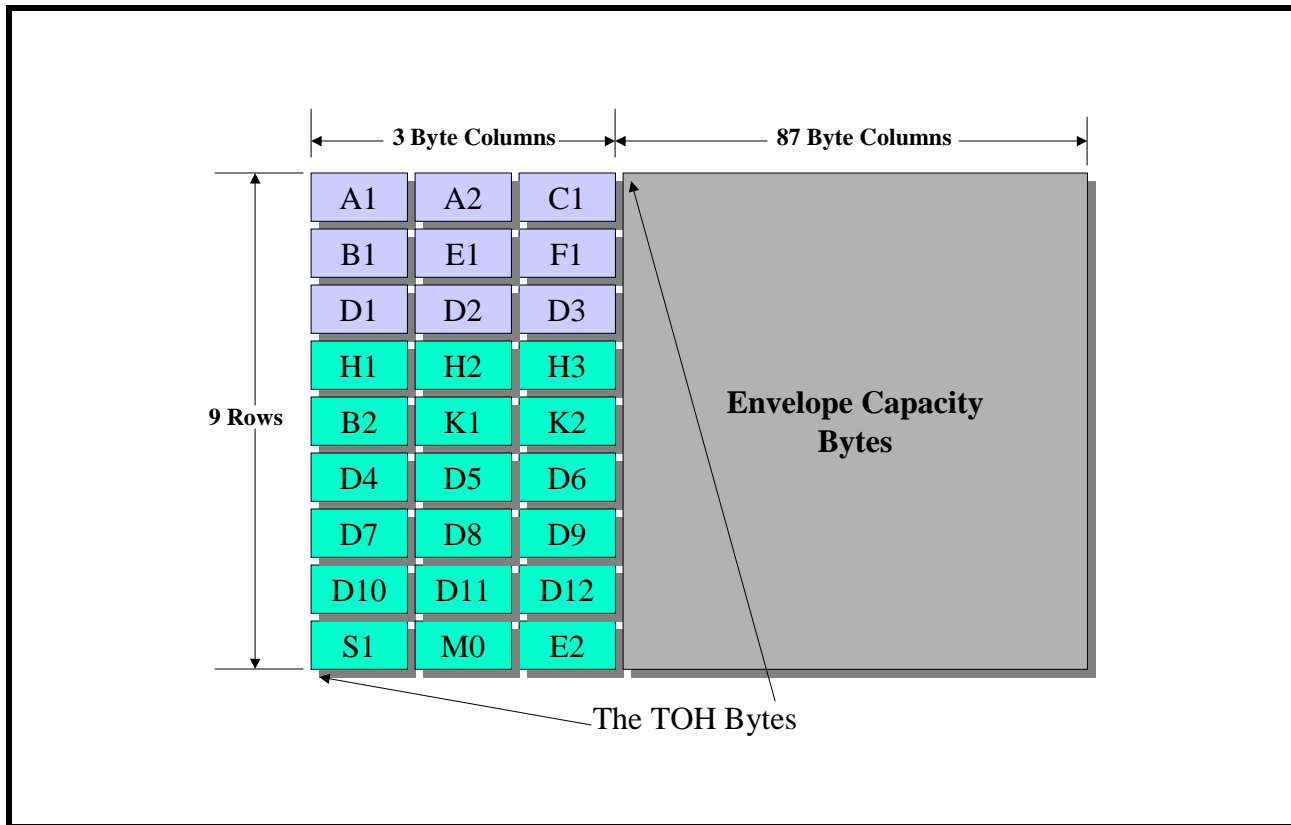 3 Byte Columns
87 Byte Columns
A1 A2 C1
B1 E1 F1
D1 D2 D3
H1 H2 H3
9 Rows
B2 K1 K2
Envelope Capacity
Bytes
D4 D5 D6
D7 D8 D9
D10 D11 D12
S1 M0 E2
The TOH Bytes